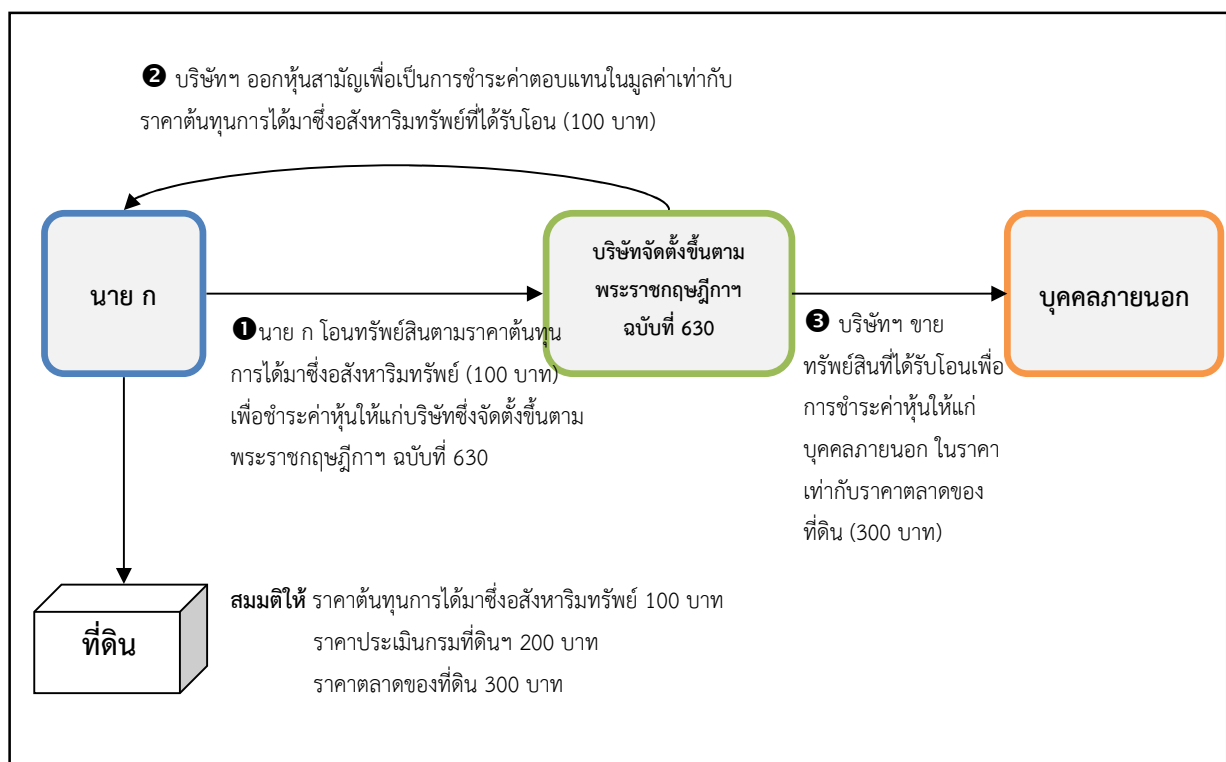 ❷ บริษัทฯ ออกหุ้นสามัญเพื่อเป็นการชำระค่าตอบแทนในมูลค่าเท่ากับ
ราคาต้นทุนการได้มาซึ่งอสังหาริมทรัพย์ที่ได้รับโอน (100 บาท)
นาย ก
บริษัทจัดตั้งขึ้นตาม
พระราชกฤษฎีกาฯ
ฉบับที่ 630
บุคคลภายนอก
❶นาย ก โอนทรัพย์สินตามราคาต้นทุน
การได้มาซึ่งอสังหาริมทรัพย์ (100 บาท)
เพื่อชำระค่าหุ้นให้แก่บริษัทซึ่งจัดตั้งขึ้นตาม
พระราชกฤษฎีกาฯ ฉบับที่ 630
❸ บริษัทฯ ขาย
ทรัพย์สินที่ได้รับโอนเพื่อ
การชำระค่าหุ้นให้แก่
บุคคลภายนอก ในราคา
เท่ากับราคาตลาดของ
ที่ดิน (300 บาท)
ที่ดิน
สมมติให้ ราคาต้นทุนการได้มาซึ่งอสังหาริมทรัพย์ 100 บาท
ราคาประเมินกรมที่ดินฯ 200 บาท
ราคาตลาดของที่ดิน 300 บาท